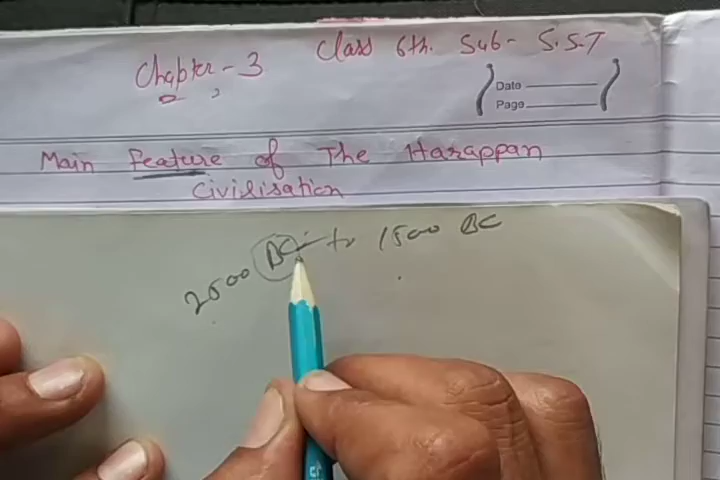 Class 6th. Sub- S.S.T
Chapter-3
Date
Page
Main Feature of The Harappan
Civilisation
2500 BC to 1500 BC